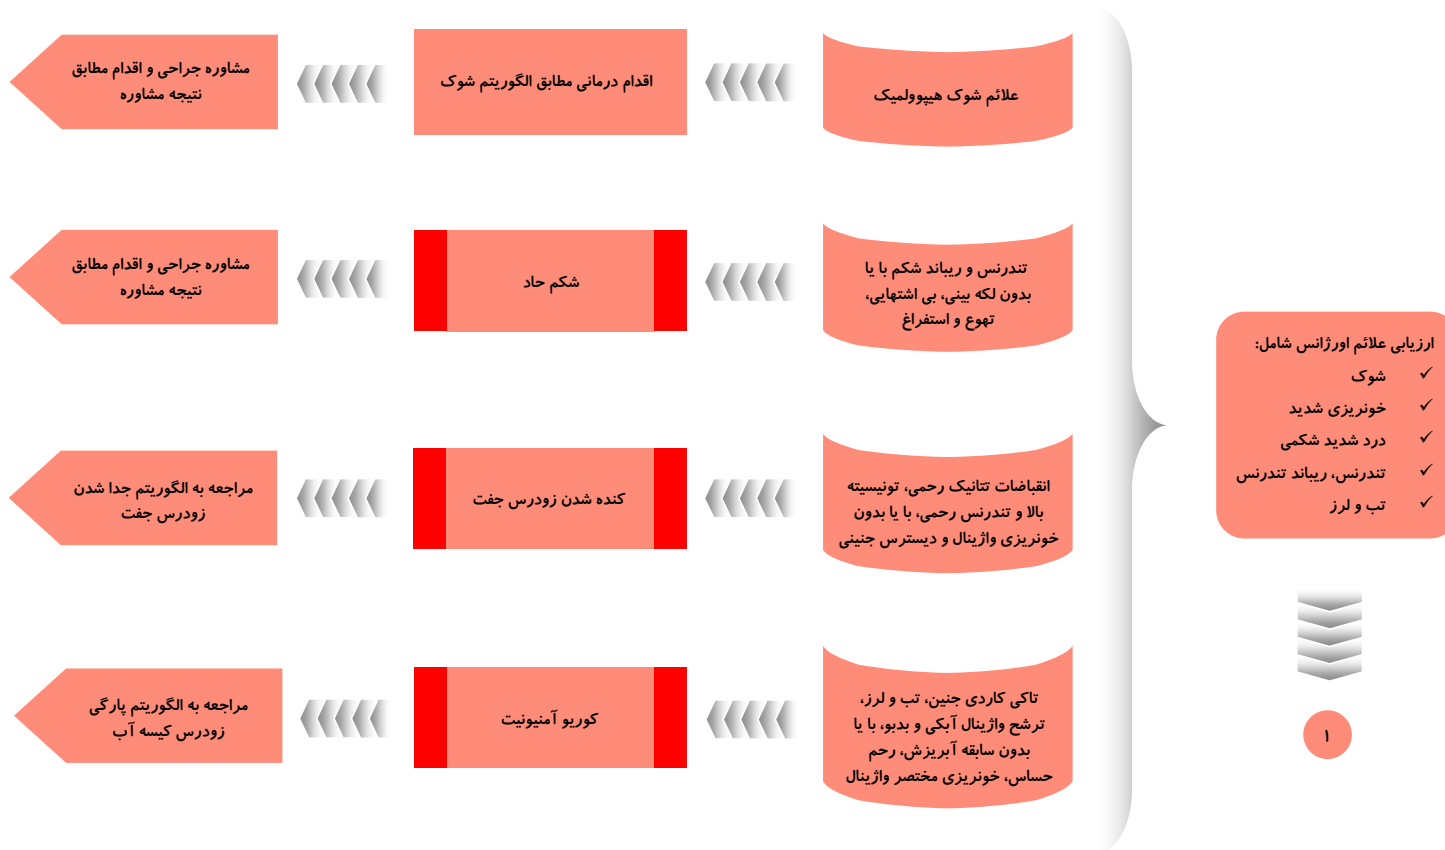 ارزیابی علائم اورژانس شامل:
✓ شوک
✓ خونریزی شدید
✓ درد شدید شکمی
✓ تندرنس، ریباند تندرنس
✓ تب و لرز
۱
علائم شوک هیپوولمیک
اقدام درمانی مطابق الگوریتم شوک
مشاوره جراحی و اقدام مطابق
نتیجه مشاوره
تندرنس و ریباند شکم با یا
بدون لکه بینی، بی اشتهایی،
تهوع و استفراغ
شکم حاد
مشاوره جراحی و اقدام مطابق
نتیجه مشاوره
انقباضات تتانیک رحمی، تونیسیته
بالا و تندرنس رحمی، با یا بدون
خونریزی واژینال و دیسترس جنینی
کنده شدن زودرس جفت
مراجعه به الگوریتم جدا شدن
زودرس جفت
تاکی کاردی جنین، تب و لرز،
ترشح واژینال آبکی و بدبو، با یا
بدون سابقه آبریزش، رحم
حساس، خونریزی مختصر واژینال
کوریو آمنیونیت
مراجعه به الگوریتم پارگی
زودرس کیسه آب